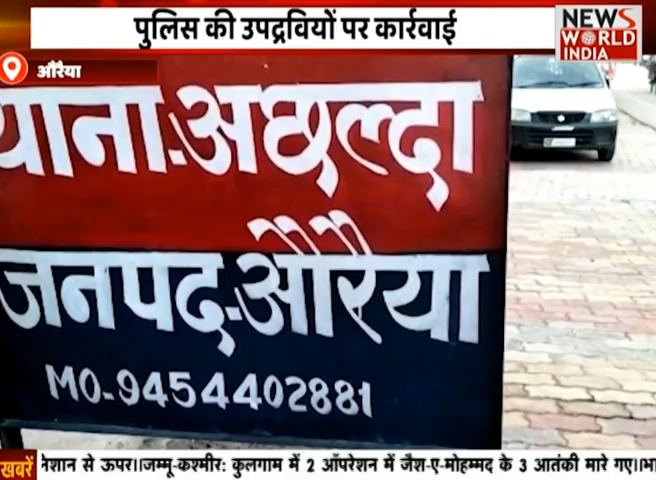 पुलिस की उपद्रवियों पर कार्रवाई
NEWS
WORLD
INDIA
औरैया
थाना-अछल्दा
जनपद-औरैया
MO-9454402881
खबरें
नेशान से ऊपर||जम्मू-कश्मीर: कुलगाम में 2 ऑपरेशन में जैश-ए-मोहम्मद के 3 आतंकी मारे गए||भा